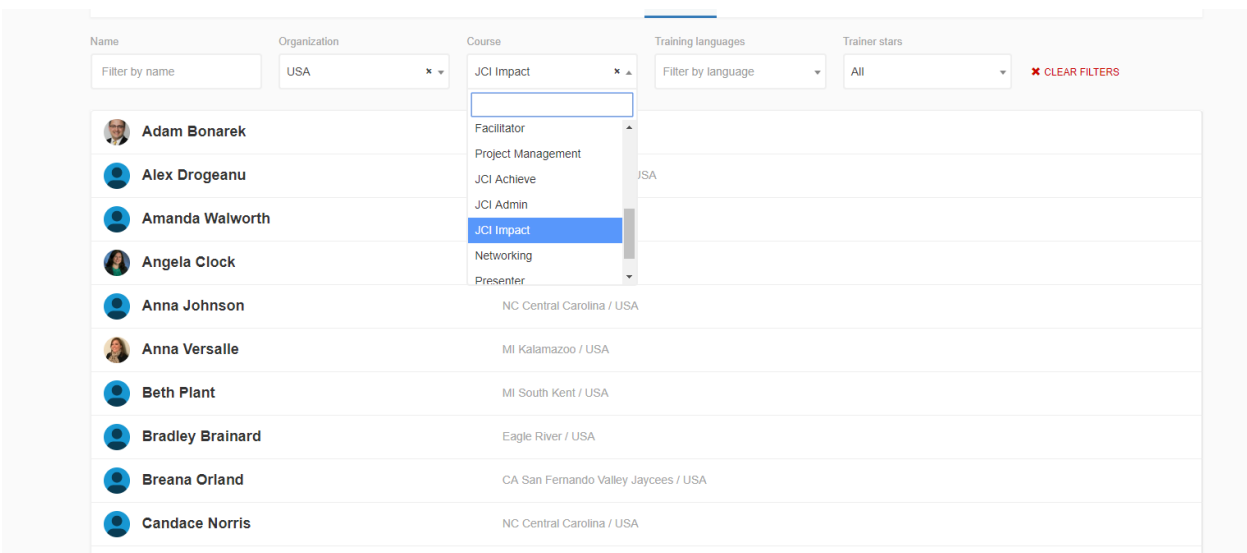 Name Organization Course Training languages Trainer stars
Filter by name USA × JCI Impact × Filter by language All ✖ CLEAR FILTERS
Adam Bonarek
Facilitator
Project Management
Alex Drogeanu JCI Achieve USA
JCI Admin
Amanda Walworth
JCI Impact
Networking
Angela Clock
Presenter
Anna Johnson NC Central Carolina / USA
Anna Versalle MI Kalamazoo / USA
Beth Plant MI South Kent / USA
Bradley Brainard Eagle River / USA
Breana Orland CA San Fernando Valley Jaycees / USA
Candace Norris NC Central Carolina / USA